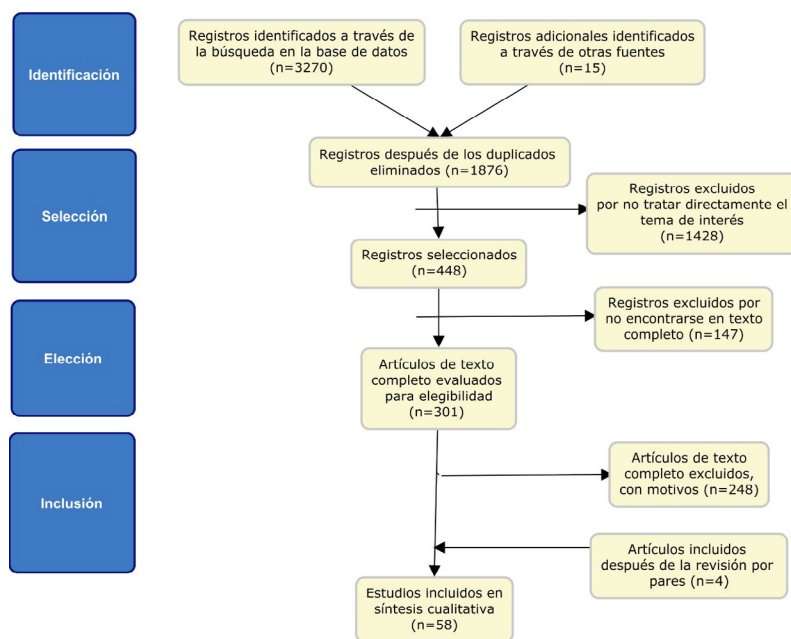 Identificación
Registros identificados a través de
la búsqueda en la base de datos
(n=3270)
Registros adicionales identificados
a través de otras fuentes
(n=15)
Registros después de los duplicados
eliminados (n=1876)
Selección
Registros excluidos
por no tratar directamente el
tema de interés
(n=1428)
Registros seleccionados
(n=448)
Elección
Registros excluidos por
no encontrarse en texto
completo (n=147)
Artículos de texto
completo evaluados
para elegibilidad
(n=301)
Inclusión
Artículos de texto
completo excluidos,
con motivos (n=248)
Artículos incluidos
después de la revisión por
pares (n=4)
Estudios incluidos en
síntesis cualitativa
(n=58)